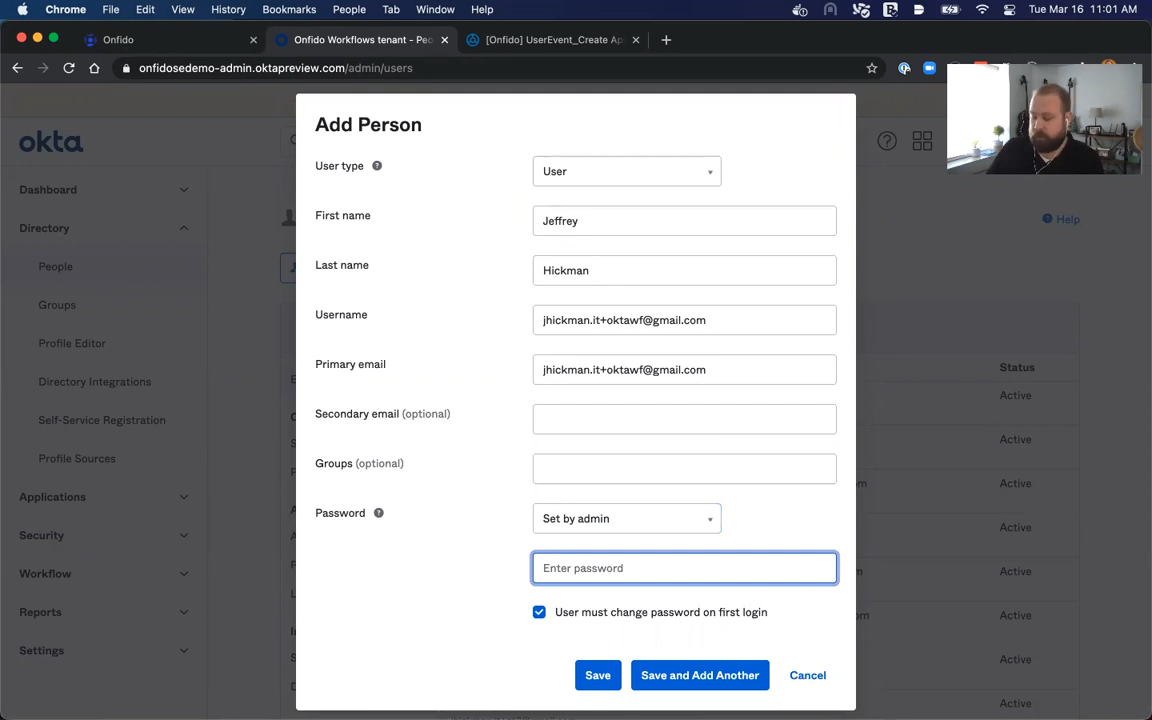 Chrome File Edit View History Bookmarks People Tab Window Help Tue Mar 16 11:01 AM
Onfido Onfido Workflows tenant - Peo [Onfido] UserEvent_Create Ap
onfidosedemo-admin.oktapreview.com/admin/users
okta
Dashboard
Directory
People
Groups
Profile Editor
Directory Integrations
Self-Service Registration
Profile Sources
Applications
Security
Workflow
Reports
Settings
Add Person
User type User
First name Jeffrey
Last name Hickman
Username jhickman.it+oktawf@gmail.com
Primary email jhickman.it+oktawf@gmail.com
Secondary email (optional)
Groups (optional)
Password Set by admin
Enter password
User must change password on first login
Save Save and Add Another Cancel
Help
Status
Active
Active
Active
Active
Active
Active
Active
Active